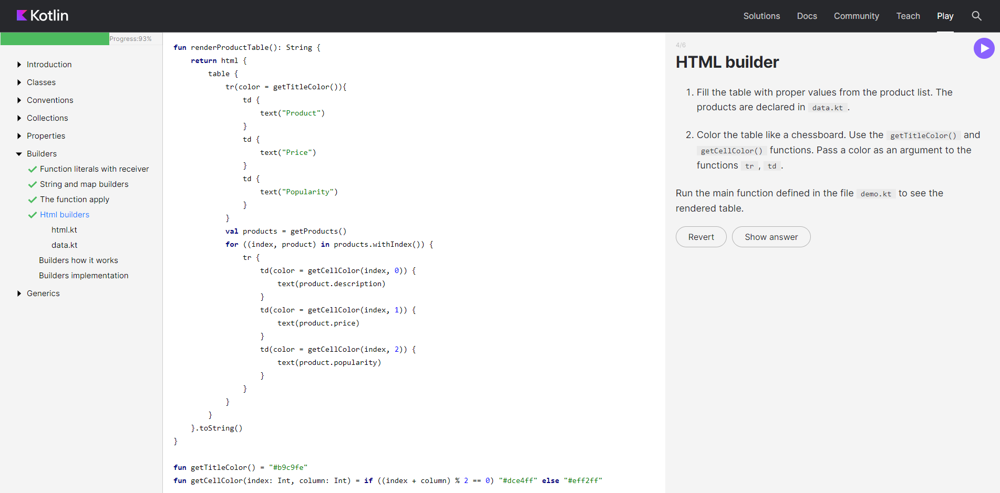 Kotlin
Solutions
Docs
Community
Teach
Play
Progress:93%
Introduction
Classes
Conventions
Collections
Properties
Builders
Function literals with receiver
String and map builders
The function apply
Html builders
html.kt
data.kt
Builders how it works
Builders implementation
Generics
fun renderProductTable(): String {
    return html {
        table {
            tr(color = getTitleColor()){
                td {
                    text("Product")
                }
                td {
                    text("Price")
                }
                td {
                    text("Popularity")
                }
            }
            val products = getProducts()
            for ((index, product) in products.withIndex()) {
                tr {
                    td(color = getCellColor(index, 0)) {
                        text(product.description)
                    }
                    td(color = getCellColor(index, 1)) {
                        text(product.price)
                    }
                    td(color = getCellColor(index, 2)) {
                        text(product.popularity)
                    }
                }
            }
        }
    }.toString()
}
fun getTitleColor() = "#b9c9fe"
fun getCellColor(index: Int, column: Int) = if ((index + column) % 2 == 0) "#dce4ff" else "#eff2ff"
4/6
HTML builder
1. Fill the table with proper values from the product list. The
products are declared in data.kt .
2. Color the table like a chessboard. Use the getTitleColor() and
getCellColor() functions. Pass a color as an argument to the
functions tr , td .
Run the main function defined in the file demo.kt to see the
rendered table.
Revert
Show answer